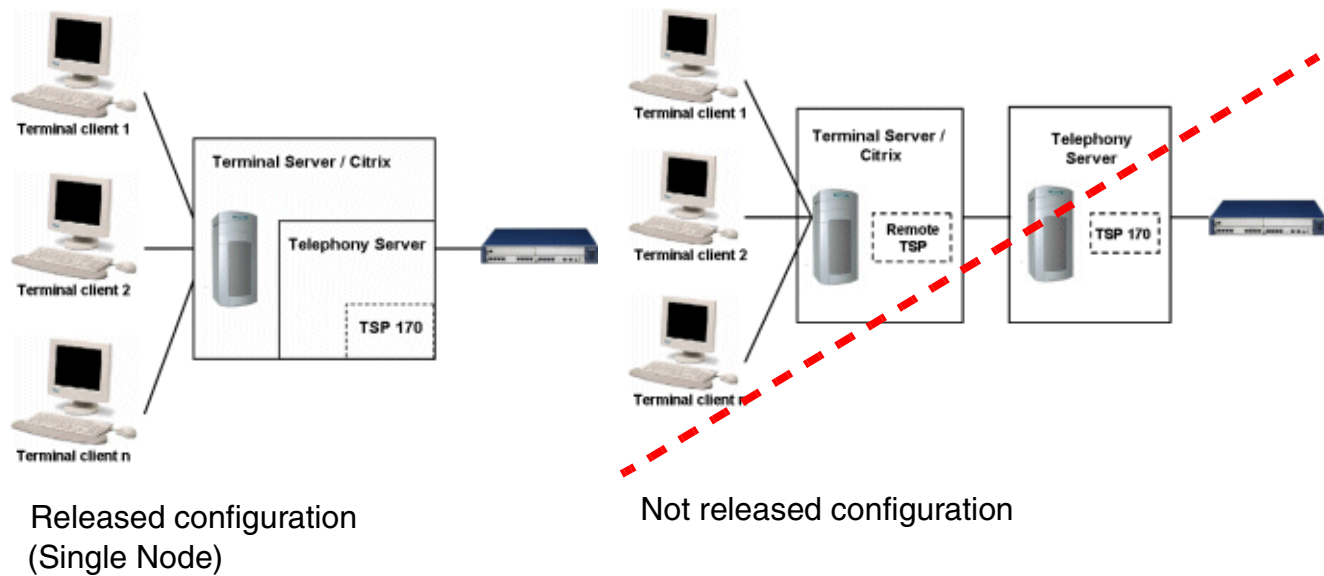 Terminal client 1
Terminal client 2
Terminal client n
Terminal Server / Citrix
Telephony Server
TSP 170
Released configuration
(Single Node)
Terminal client 1
Terminal client 2
Terminal client n
Terminal Server /
Citrix
Remote
TSP
Telephony
Server
TSP 170
Not released configuration